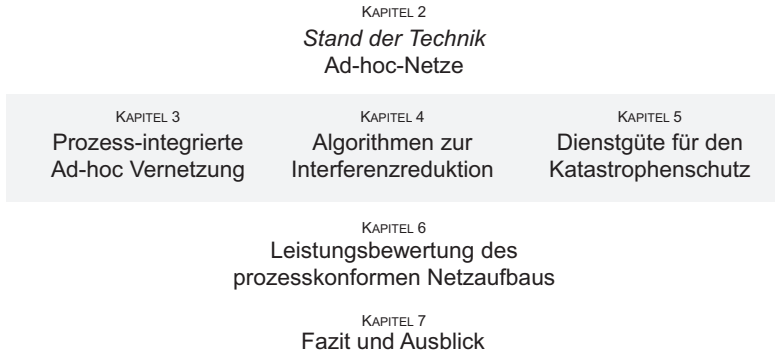 KAPITEL 2
Stand der Technik
Ad-hoc-Netze
KAPITEL 3
Prozess-integrierte
Ad-hoc Vernetzung
KAPITEL 4
Algorithmen zur
Interferenzreduktion
KAPITEL 5
Dienstgüte für den
Katastrophenschutz
KAPITEL 6
Leistungsbewertung des
prozesskonformen Netzaufbaus
KAPITEL 7
Fazit und Ausblick